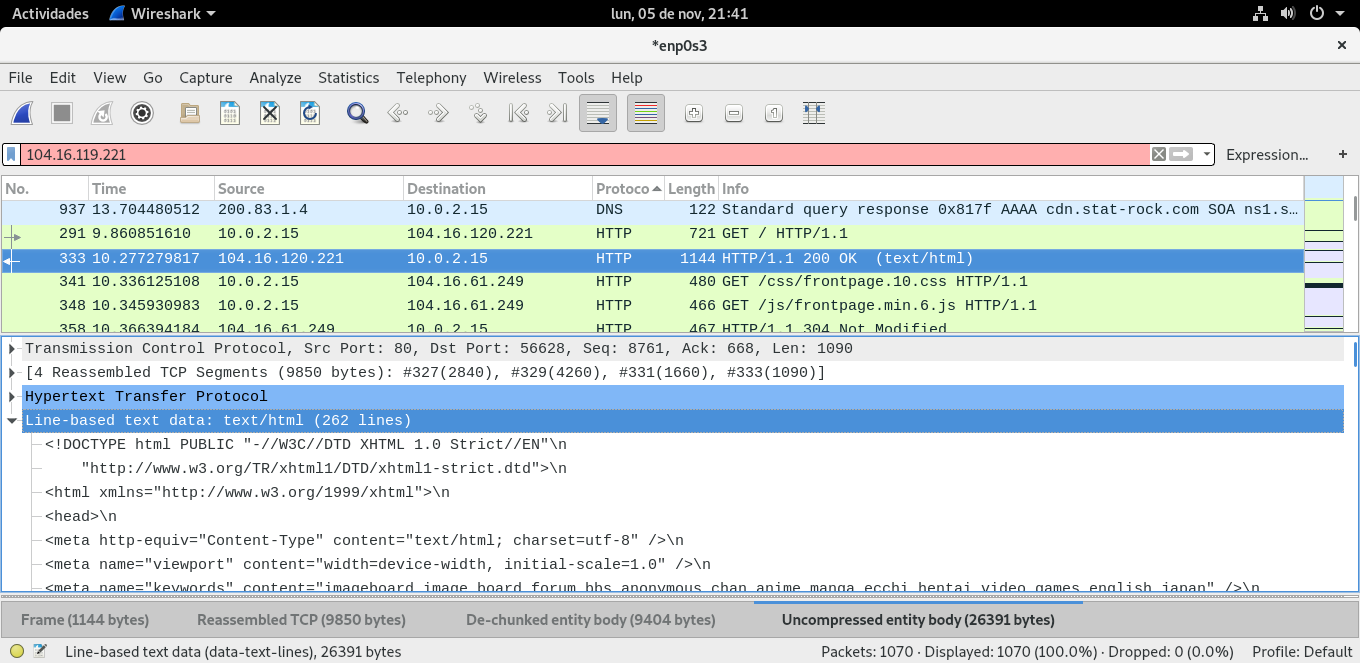 Actividades Wireshark lun, 05 de nov, 21:41
*enp0s3
File Edit View Go Capture Analyze Statistics Telephony Wireless Tools Help
104.16.119.221 Expression... +
No. Time Source Destination Protoco Length Info
937 13.704480512 200.83.1.4 10.0.2.15 DNS 122 Standard query response 0x817f AAAA cdn.stat-rock.com SOA ns1.s...
291 9.860851610 10.0.2.15 104.16.120.221 HTTP 721 GET / HTTP/1.1
333 10.277279817 104.16.120.221 10.0.2.15 HTTP 1144 HTTP/1.1 200 OK (text/html)
341 10.336125108 10.0.2.15 104.16.61.249 HTTP 480 GET /css/frontpage.10.css HTTP/1.1
348 10.345930983 10.0.2.15 104.16.61.249 HTTP 466 GET /js/frontpage.min.6.js HTTP/1.1
358 10.366394184 104.16.61.249 10.0.2.15 HTTP 467 HTTP/1.1 304 Not Modified
Transmission Control Protocol, Src Port: 80, Dst Port: 56628, Seq: 8761, Ack: 668, Len: 1090
[4 Reassembled TCP Segments (9850 bytes): #327(2840), #329(4260), #331(1660), #333(1090)]
Hypertext Transfer Protocol
Line-based text data: text/html (262 lines)
<!DOCTYPE html PUBLIC "-//W3C//DTD XHTML 1.0 Strict//EN"\n
"http://www.w3.org/TR/xhtml1/DTD/xhtml1-strict.dtd">\n
<html xmlns="http://www.w3.org/1999/xhtml">\n
<head>\n
<meta http-equiv="Content-Type" content="text/html; charset=utf-8" />\n
<meta name="viewport" content="width=device-width, initial-scale=1.0" />\n
<meta name="keywords" content="imageboard,image board,forum,bbs,anonymous,chan,anime,manga,ecchi,hentai,video games,english,japan" />\n
Frame (1144 bytes) Reassembled TCP (9850 bytes) De-chunked entity body (9404 bytes) Uncompressed entity body (26391 bytes)
Line-based text data (data-text-lines), 26391 bytes Packets: 1070 · Displayed: 1070 (100.0%) · Dropped: 0 (0.0%) Profile: Default